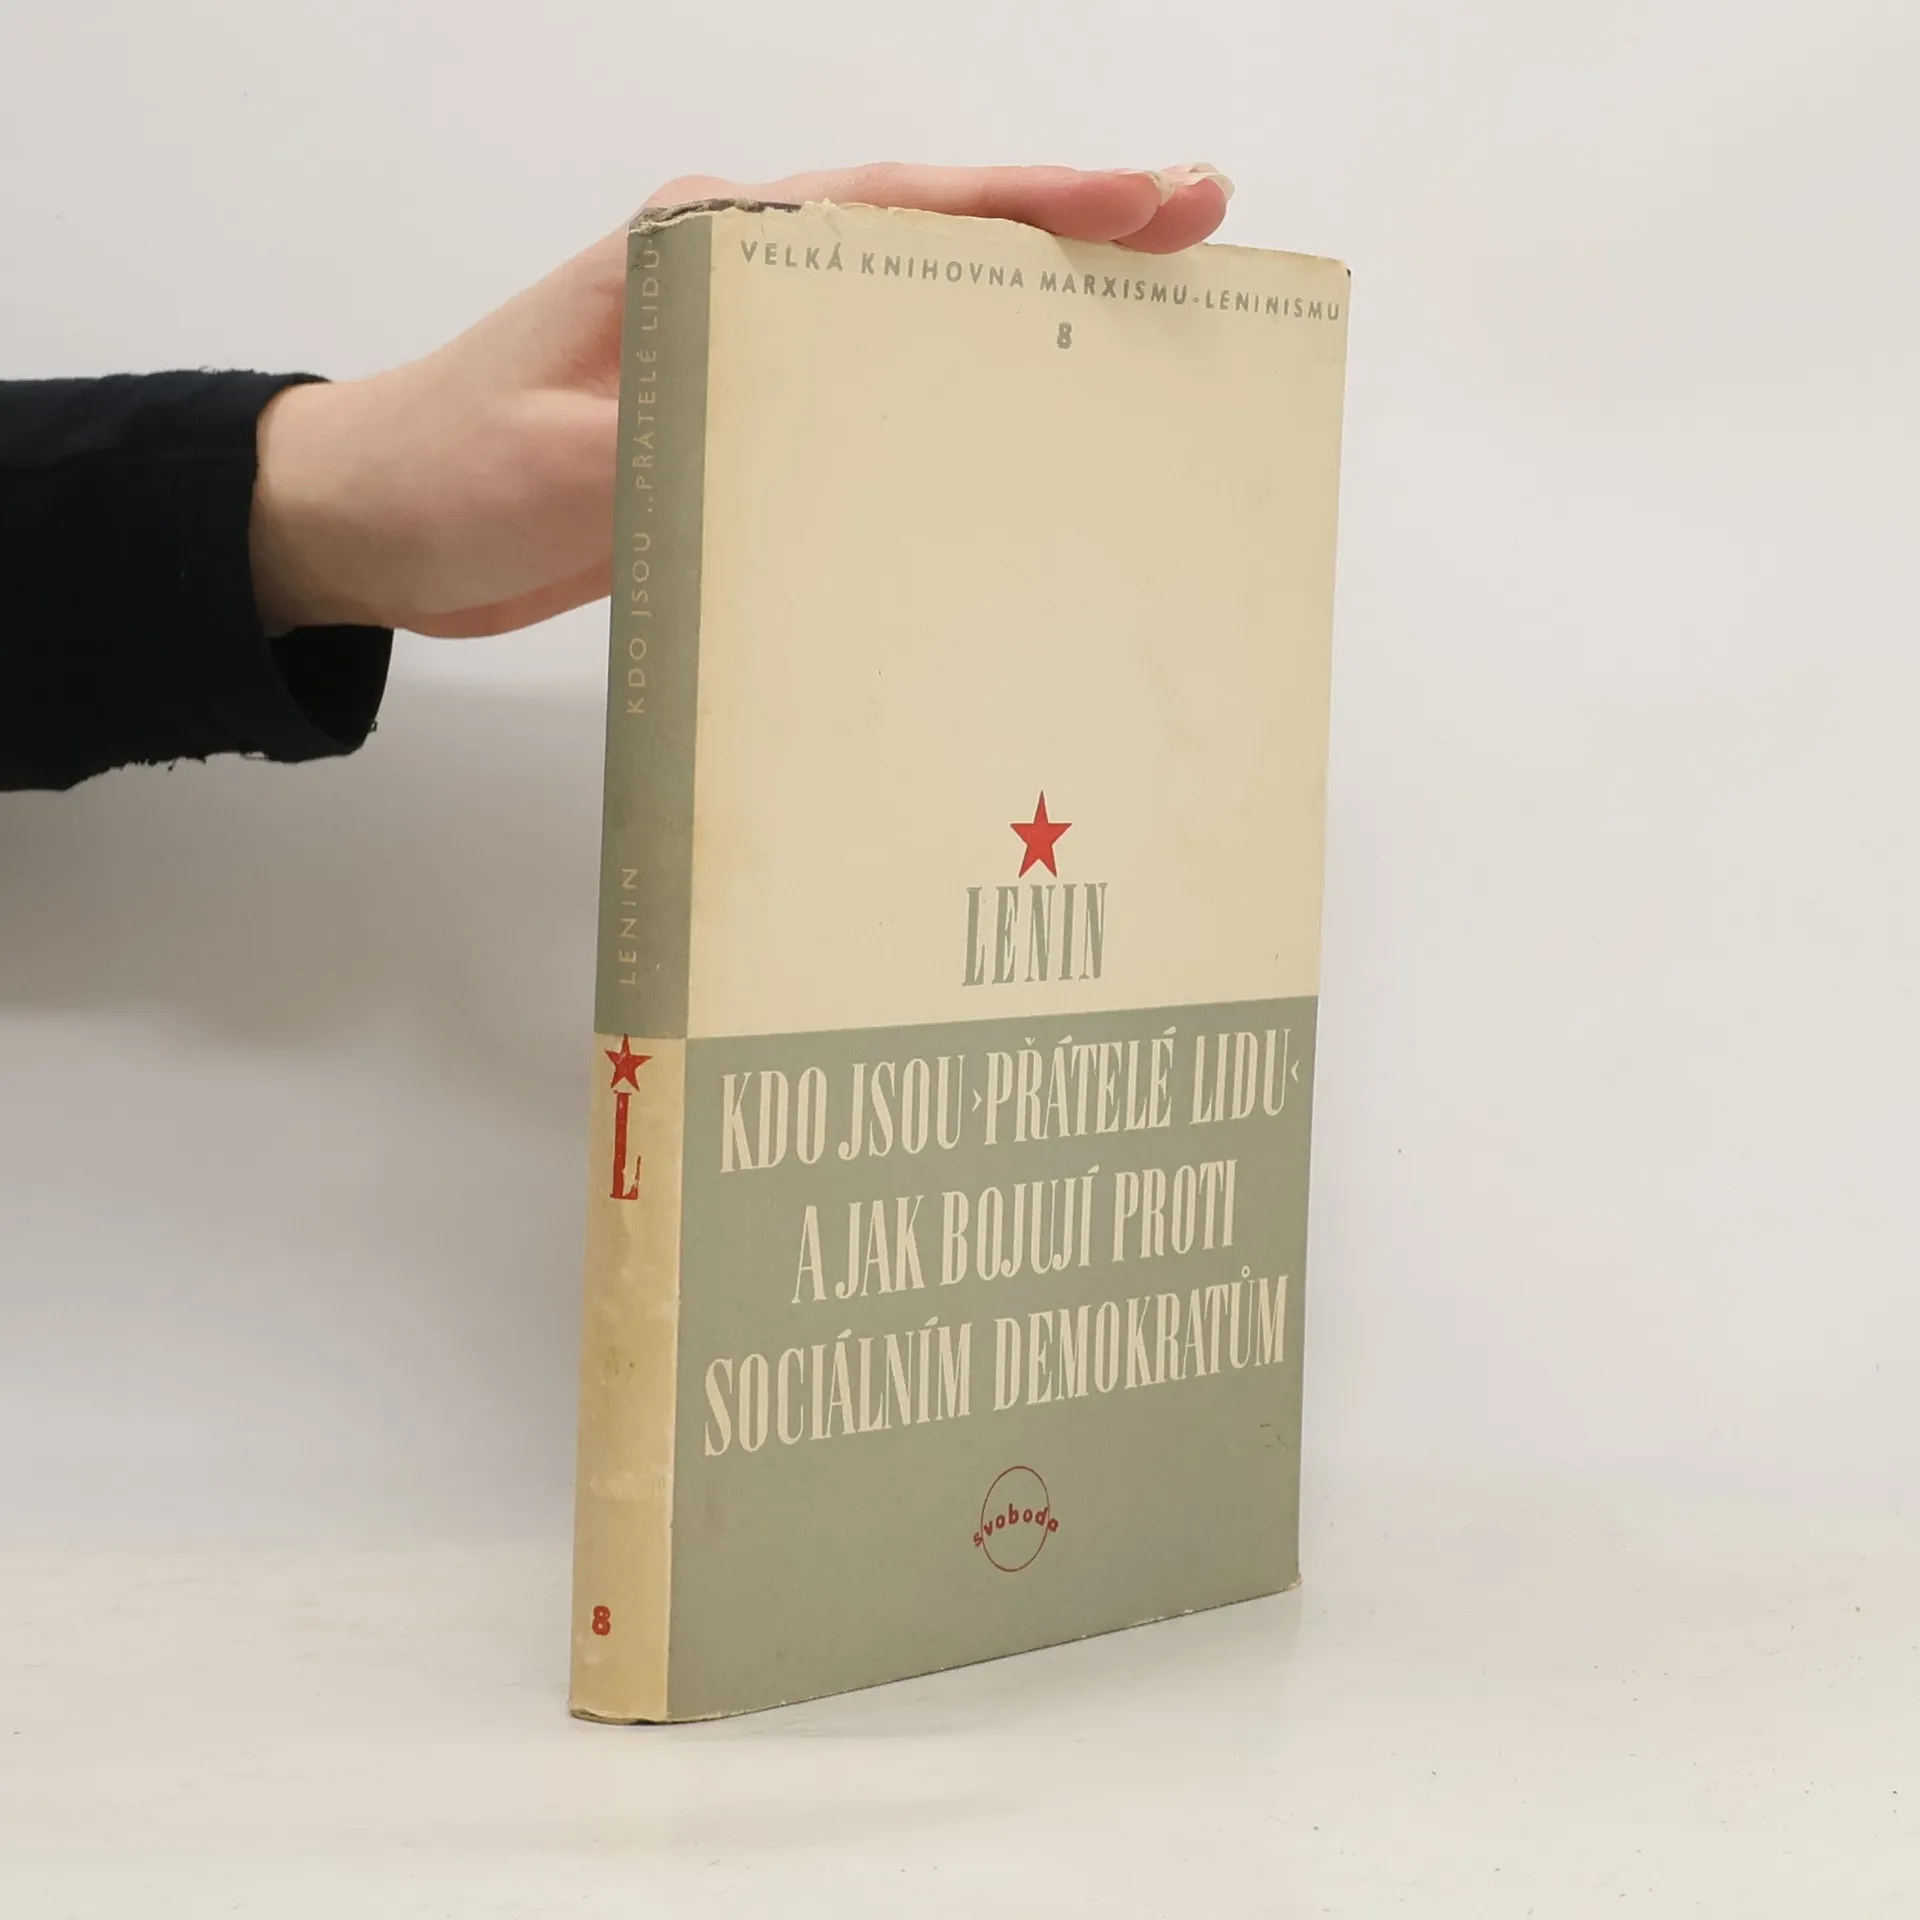 VELKÁ KNIHOVNA MARXISMU-LENINISMU
8
LENIN
KDO JSOU ›PŘÁTELÉ LIDU‹
A JAK BOJUJÍ PROTI
SOCIÁLNÍM DEMOKRATŮM
svoboda
LENIN KDO JSOU „PŘÁTELÉ LIDU“
L
8